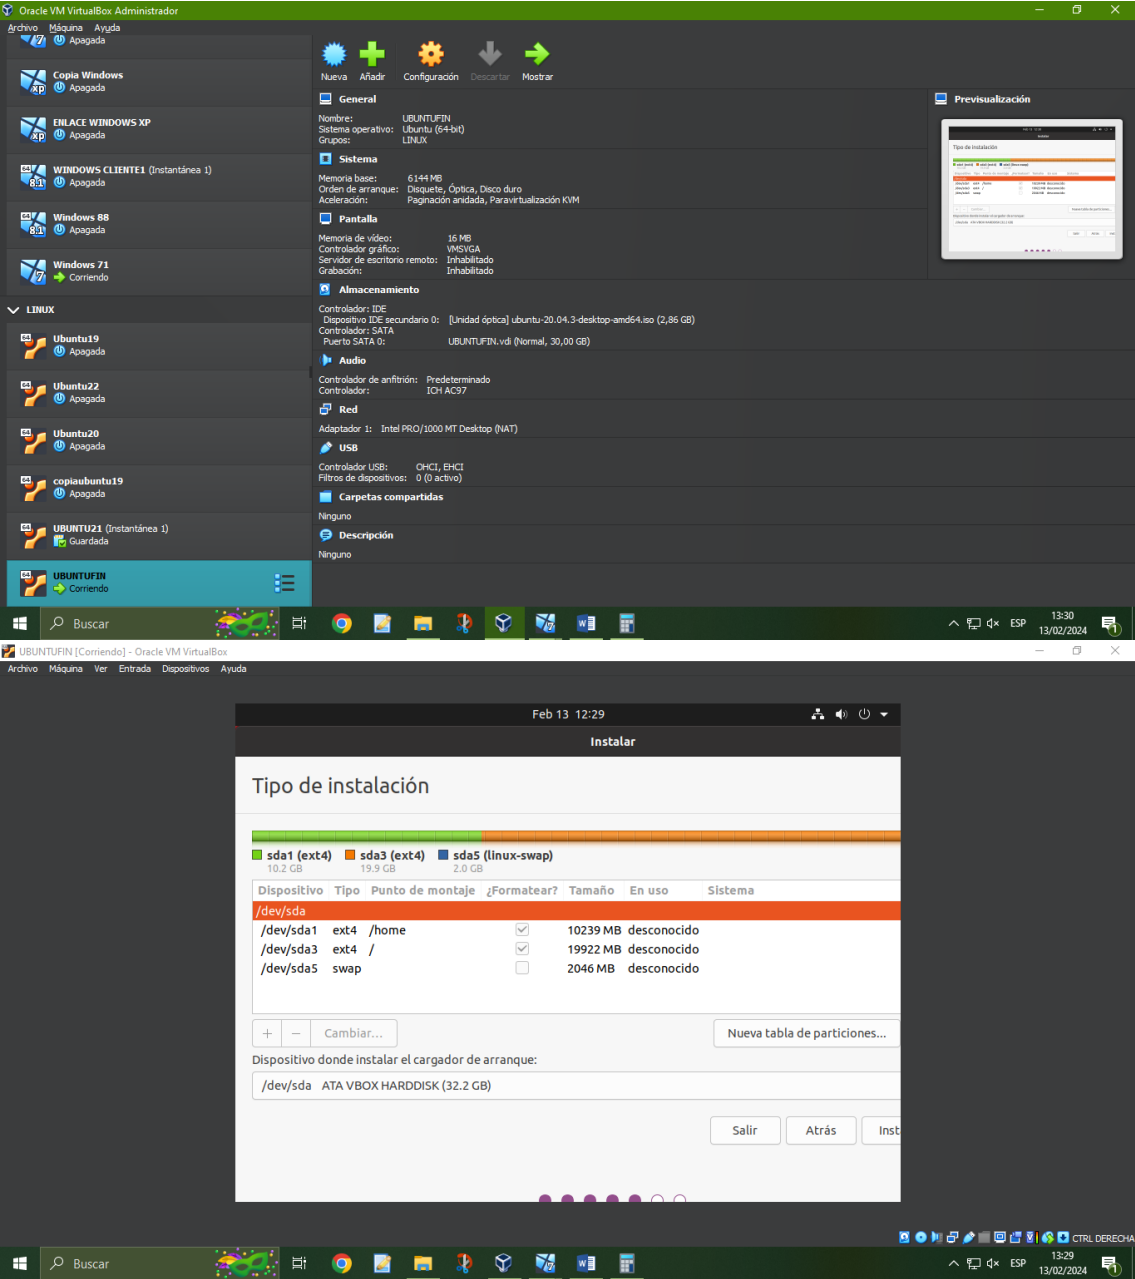 Oracle VM VirtualBox Administrador
Archivo Máquina Ayuda
Apagada
Copia Windows
Apagada
ENLACE WINDOWS XP
Apagada
WINDOWS CLIENTE1 (Instantánea 1)
Apagada
Windows 88
Apagada
Windows 71
Corriendo
LINUX
Ubuntu19
Apagada
Ubuntu22
Apagada
Ubuntu20
Apagada
copiaubuntu19
Apagada
UBUNTU21 (Instantánea 1)
Guardada
UBUNTUFIN
Corriendo
Nueva Añadir Configuración Descartar Mostrar
General
Nombre: UBUNTUFIN
Sistema operativo: Ubuntu (64-bit)
Grupos: LINUX
Sistema
Memoria base: 6144 MB
Orden de arranque: Disquete, Óptica, Disco duro
Aceleración: Paginación anidada, Paravirtualización KVM
Pantalla
Memoria de vídeo: 16 MB
Controlador gráfico: VMSVGA
Servidor de escritorio remoto: Inhabilitado
Grabación: Inhabilitado
Almacenamiento
Controlador: IDE
Dispositivo IDE secundario 0: [Unidad óptica] ubuntu-20.04.3-desktop-amd64.iso (2,86 GB)
Controlador: SATA
Puerto SATA 0: UBUNTUFIN.vdi (Normal, 30,00 GB)
Audio
Controlador de anfitrión: Predeterminado
Controlador: ICH AC97
Red
Adaptador 1: Intel PRO/1000 MT Desktop (NAT)
USB
Controlador USB: OHCI, EHCI
Filtros de dispositivos: 0 (0 activo)
Carpetas compartidas
Ninguno
Descripción
Ninguno
Previsualización
Tipo de instalación
Buscar
ESP
13:30
13/02/2024
UBUNTUFIN [Corriendo] - Oracle VM VirtualBox
Archivo Máquina Ver Entrada Dispositivos Ayuda
Feb 13 12:29
Instalar
Tipo de instalación
sda1 (ext4) sda3 (ext4) sda5 (linux-swap)
10.2 GB 19.9 GB 2.0 GB
Dispositivo Tipo Punto de montaje ¿Formatear? Tamaño En uso Sistema
/dev/sda
/dev/sda1 ext4 /home 10239 MB desconocido
/dev/sda3 ext4 / 19922 MB desconocido
/dev/sda5 swap 2046 MB desconocido
+ − Cambiar... Nueva tabla de particiones...
Dispositivo donde instalar el cargador de arranque:
/dev/sda ATA VBOX HARDDISK (32.2 GB)
Salir Atrás Inst
CTRL DERECHA
Buscar
ESP
13:29
13/02/2024